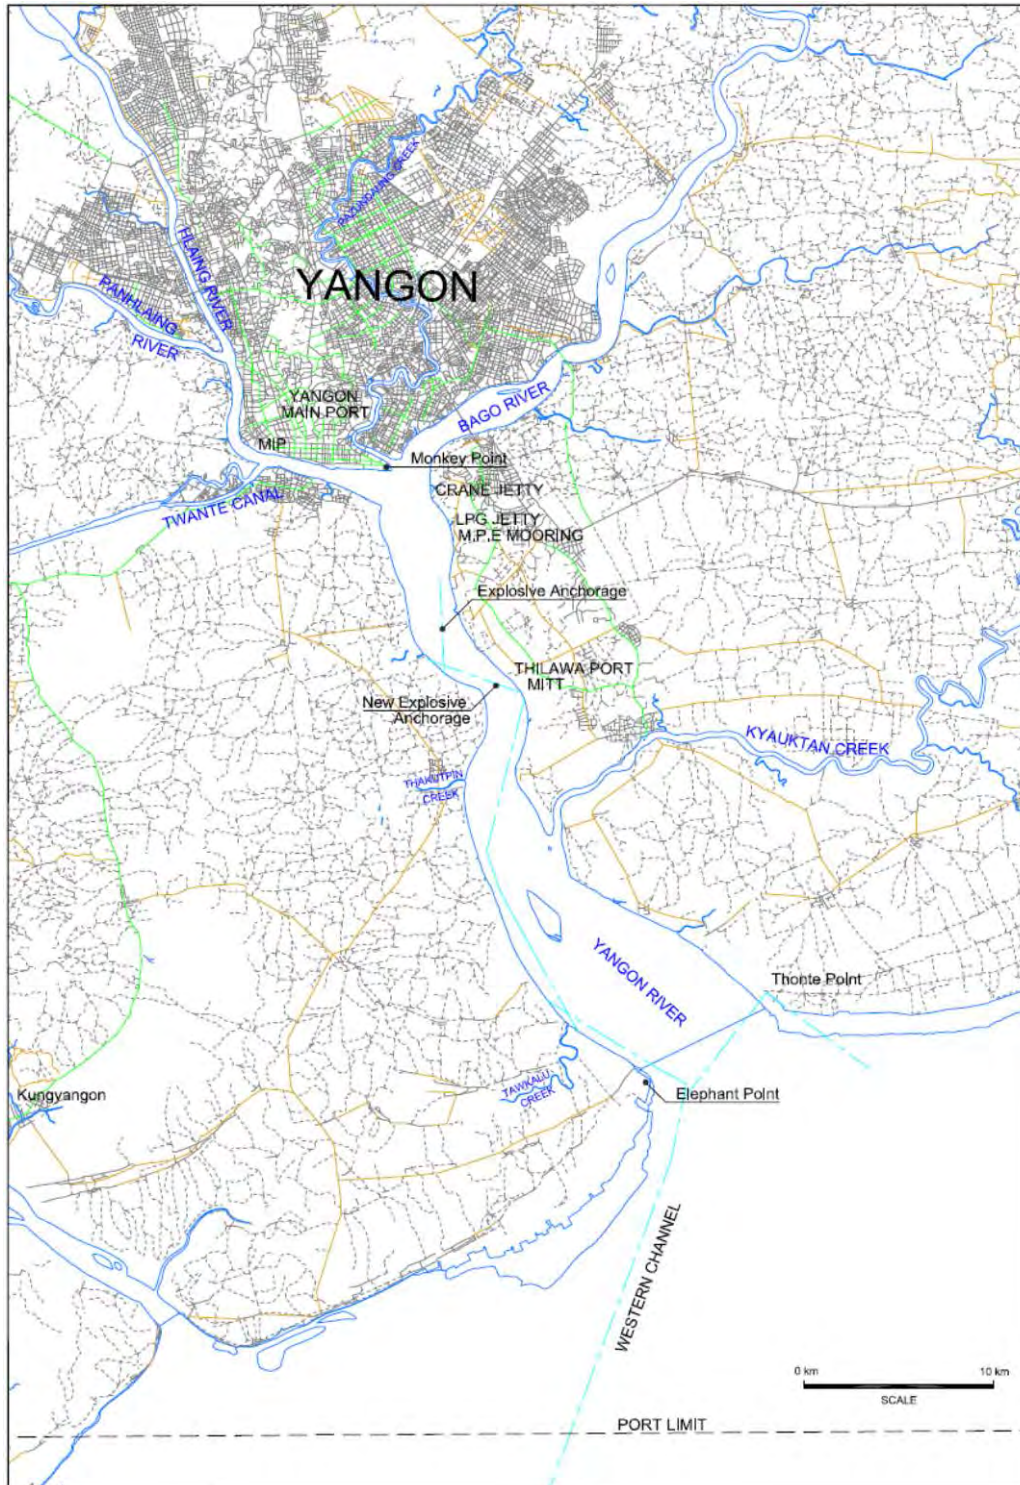 PAZUNDAUNG CREEK
HLAING RIVER
YANGON
PANHLAING
RIVER
YANGON
MAIN PORT
BAGO RIVER
MIP
Monkey Point
CRANE JETTY
TWANTE CANAL
LPG JETTY
M.P.E MOORING
Explosive Anchorage
THILAWA PORT
MITT
New Explosive
Anchorage
KYAUKTAN CREEK
THAKUTPIN
CREEK
YANGON RIVER
Thonte Point
TAWKALU
CREEK
Elephant Point
Kungyangon
WESTERN CHANNEL
0 km
10 km
SCALE
PORT LIMIT